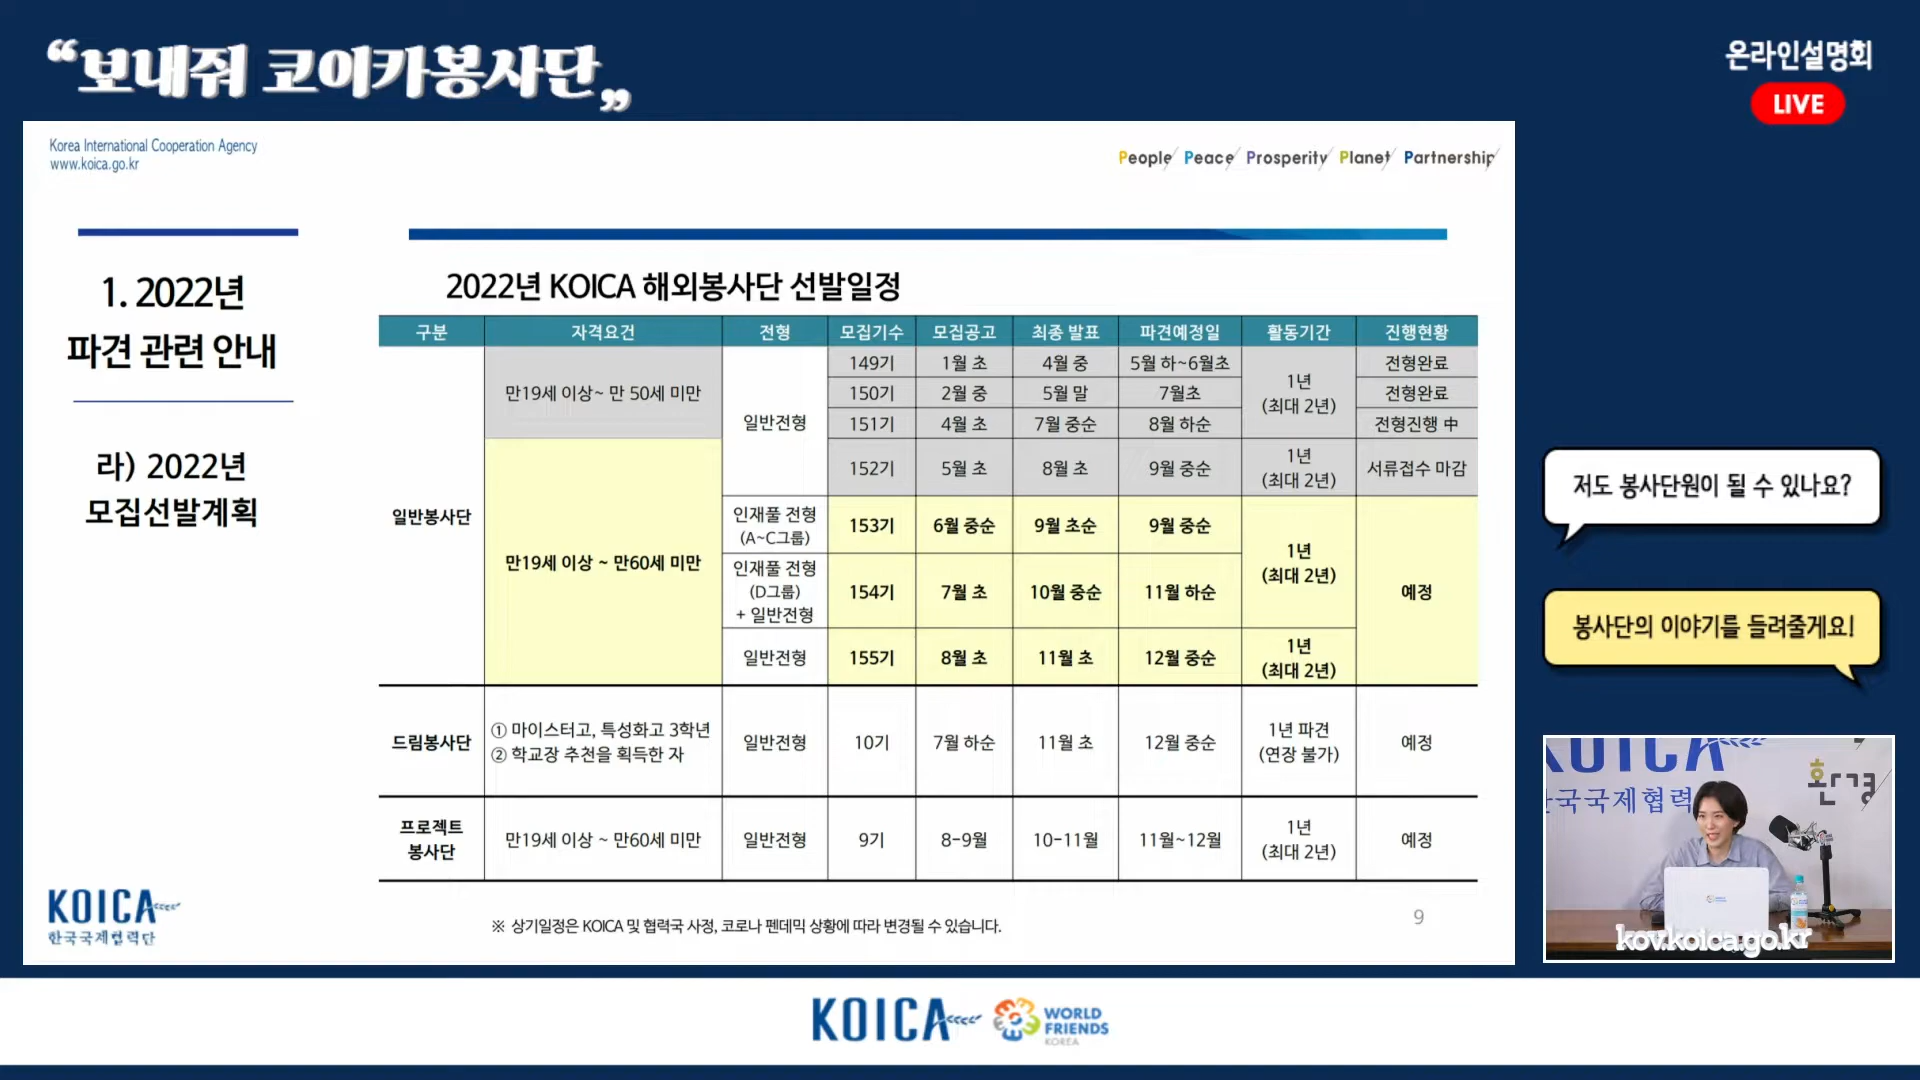 “보내줘 코이카봉사단„
온라인설명회
LIVE
Korea International Cooperation Agency
www.koica.go.kr
People/ Peace/ Prosperity/ Planet/ Partnership/
1. 2022년
파견 관련 안내
라) 2022년
모집선발계획
2022년 KOICA 해외봉사단 선발일정
구분 자격요건 전형 모집기수 모집공고 최종 발표 파견예정일 활동기간 진행현황
일반봉사단
만19세 이상~ 만 50세 미만
일반전형
149기 1월 초 4월 중 5월 하~6월초
1년
(최대 2년)
전형완료
150기 2월 중 5월 말 7월초 전형완료
151기 4월 초 7월 중순 8월 하순 전형진행 中
만19세 이상 ~ 만60세 미만
152기 5월 초 8월 초 9월 중순
1년
(최대 2년)
서류접수 마감
인재풀 전형
(A~C그룹)
153기 6월 중순 9월 초순 9월 중순
1년
(최대 2년)
예정
인재풀 전형
(D그룹)
+ 일반전형
154기 7월 초 10월 중순 11월 하순
일반전형 155기 8월 초 11월 초 12월 중순
1년
(최대 2년)
드림봉사단
① 마이스터고, 특성화고 3학년
② 학교장 추천을 획득한 자
일반전형 10기 7월 하순 11월 초 12월 중순
1년 파견
(연장 불가)
예정
프로젝트
봉사단
만19세 이상 ~ 만60세 미만 일반전형 9기 8-9월 10-11월 11월~12월
1년
(최대 2년)
예정
※ 상기일정은 KOICA 및 협력국 사정, 코로나 펜데믹 상황에 따라 변경될 수 있습니다.
9
KOICA
한국국제협력단
저도 봉사단원이 될 수 있나요?
봉사단의 이야기를 들려줄게요!
KOICA
한국국제협력
환경
kov.koica.go.kr
KOICA
WORLD
FRIENDS
KOREA